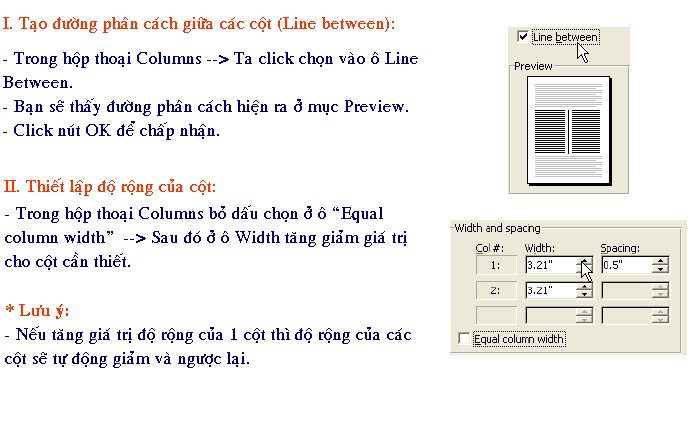 I. Tạo đường phân cách giữa các cột (Line between):
- Trong hộp thoại Columns --> Ta click chọn vào ô Line
Between.
- Bạn sẽ thấy đường phân cách hiện ra ở mục Preview.
- Click nút OK để chấp nhận.
Line between
Preview
II. Thiết lập độ rộng của cột:
- Trong hộp thoại Columns bỏ dấu chọn ở ô “Equal
column width” --> Sau đó ở ô Width tăng giảm giá trị
cho cột cần thiết.
* Lưu ý:
- Nếu tăng giá trị độ rộng của 1 cột thì độ rộng của các
cột sẽ tự động giảm và ngược lại.
Width and spacing
Col #: Width: Spacing:
1: 3.21" 0.5"
2: 3.21"
Equal column width